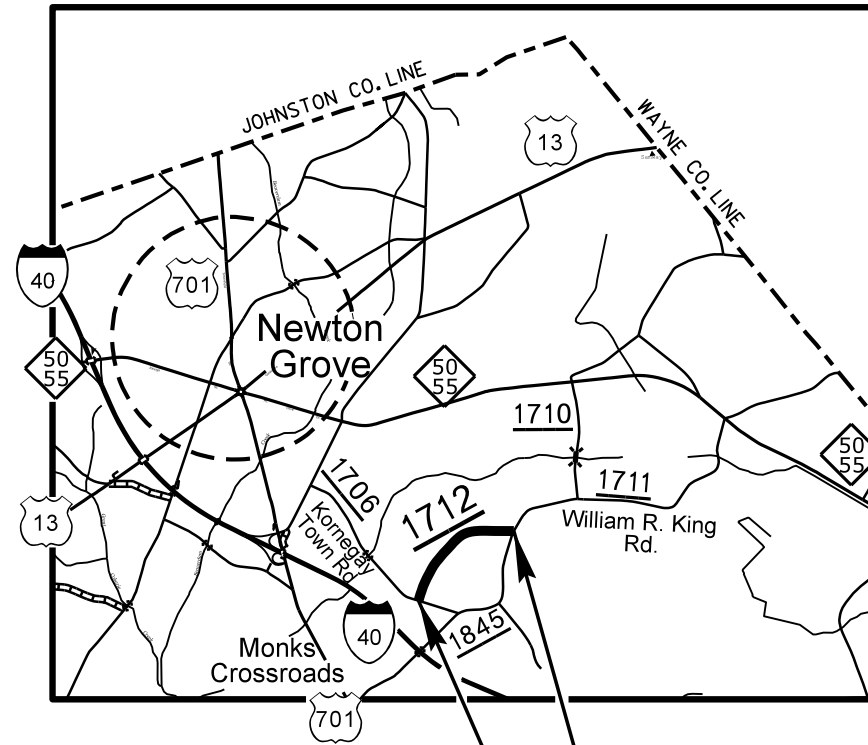 JOHNSTON CO. LINE
WAYNE CO. LINE
13
40
701
Newton
Grove
50
55
50
55
1710
50
55
1706
1712
1711
13
Kornegay
Town Rd.
William R. King
Rd.
40
1845
Monks
Crossroads
701